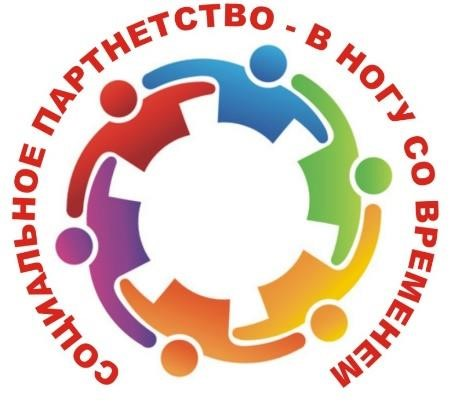 СОЦИАЛЬНОЕ ПАРТНЕТСТВО - В НОГУ СО ВРЕМЕНЕМ